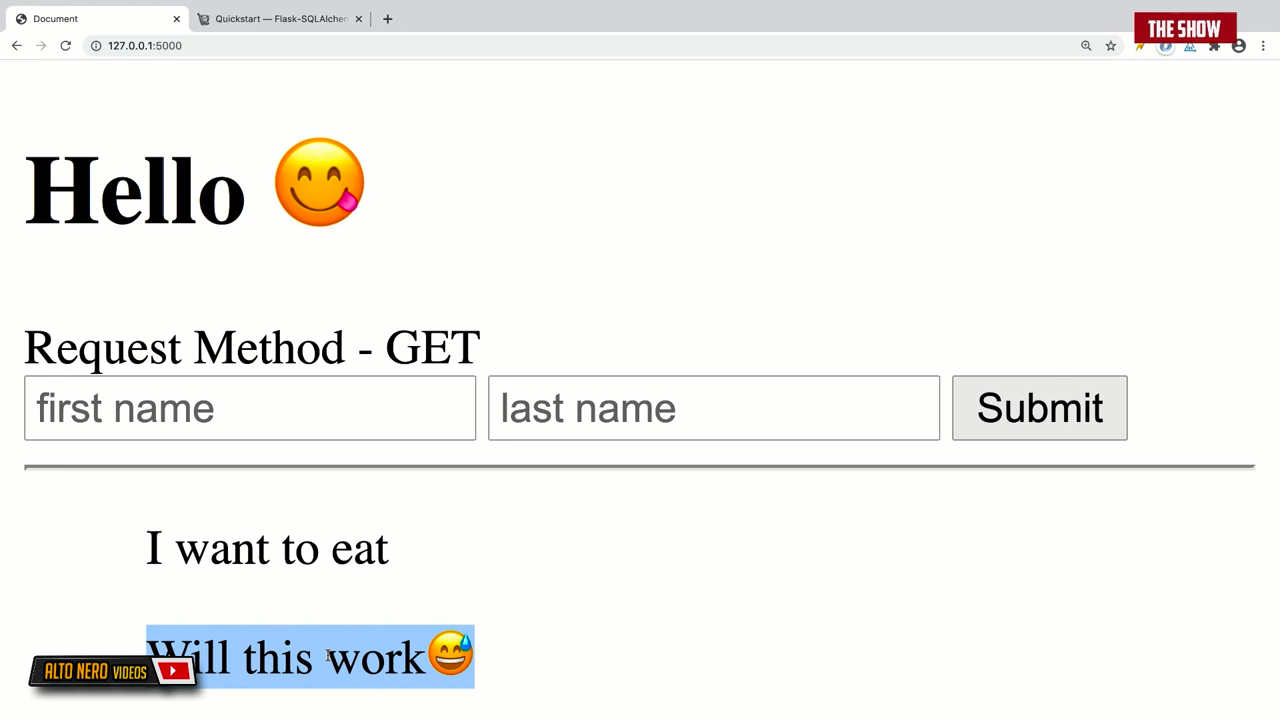 Document
Quickstart — Flask-SQLAlchem
THE SHOW
127.0.0.1:5000
Hello 😋
Request Method - GET
first name
last name
Submit
I want to eat
Will this work😅
ALTO NERO VIDEOS